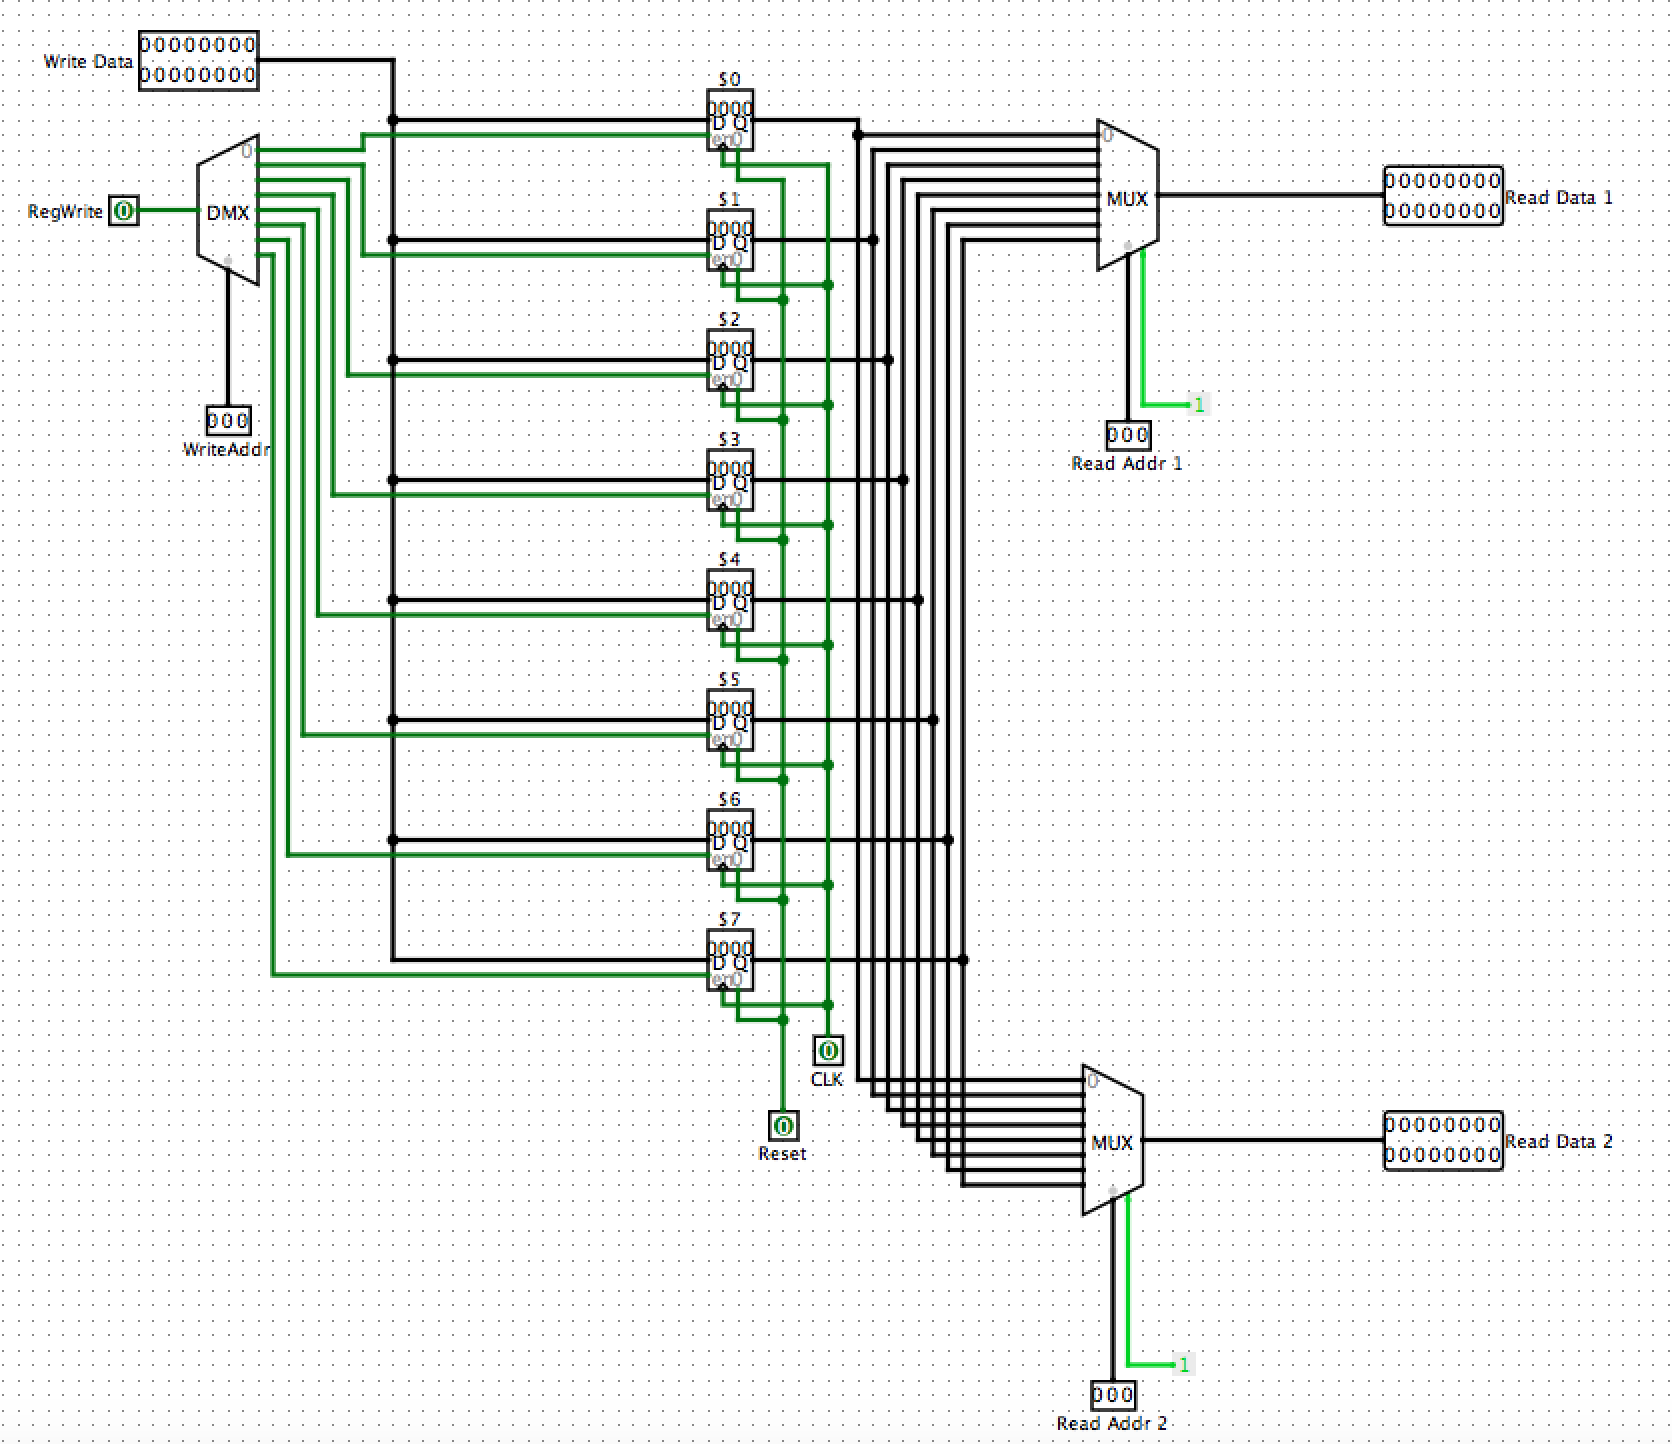 Write Data
00000000
00000000
RegWrite
0
0
DMX
000
WriteAddr
$0
0000
D Q
en0
$1
0000
D Q
en0
$2
0000
D Q
en0
$3
0000
D Q
en0
$4
0000
D Q
en0
$5
0000
D Q
en0
$6
0000
D Q
en0
$7
0000
D Q
en0
0
CLK
0
Reset
0
MUX
00000000
00000000
Read Data 1
1
000
Read Addr 1
0
MUX
00000000
00000000
Read Data 2
1
000
Read Addr 2